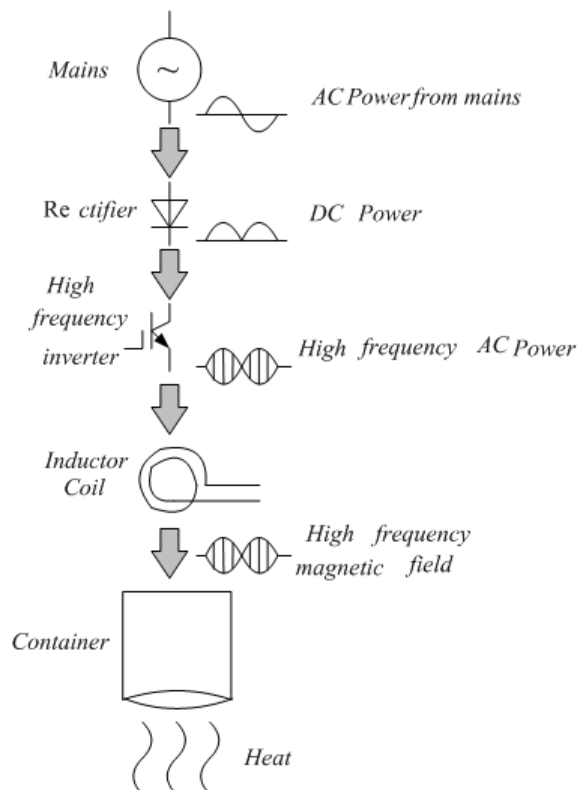 Mains
~
AC Power from mains
Re ctifier
DC Power
High
frequency
inverter
High frequency AC Power
Inductor
Coil
High frequency
magnetic field
Container
Heat